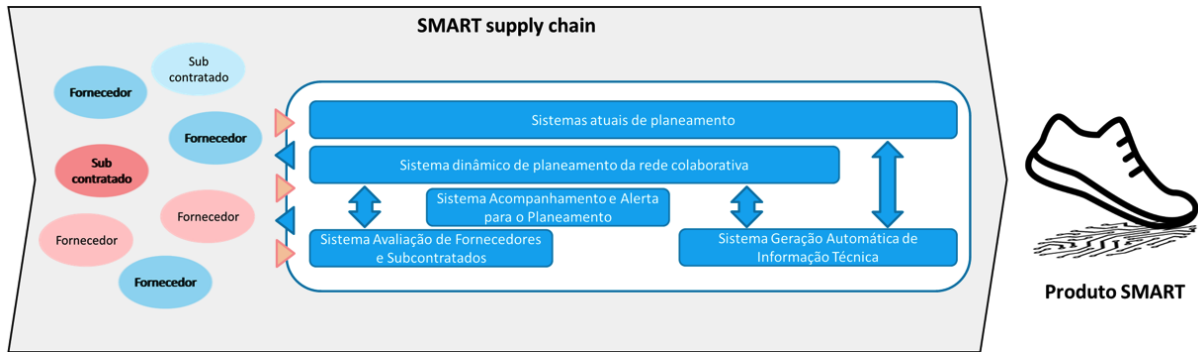 SMART supply chain
Sub
contratado
Fornecedor
Fornecedor
Sub
contratado
Fornecedor
Fornecedor
Fornecedor
Sistemas atuais de planeamento
Sistema dinâmico de planeamento da rede colaborativa
Sistema Acompanhamento e Alerta
para o Planeamento
Sistema Avaliação de Fornecedores
e Subcontratados
Sistema Geração Automática de
Informação Técnica
Produto SMART